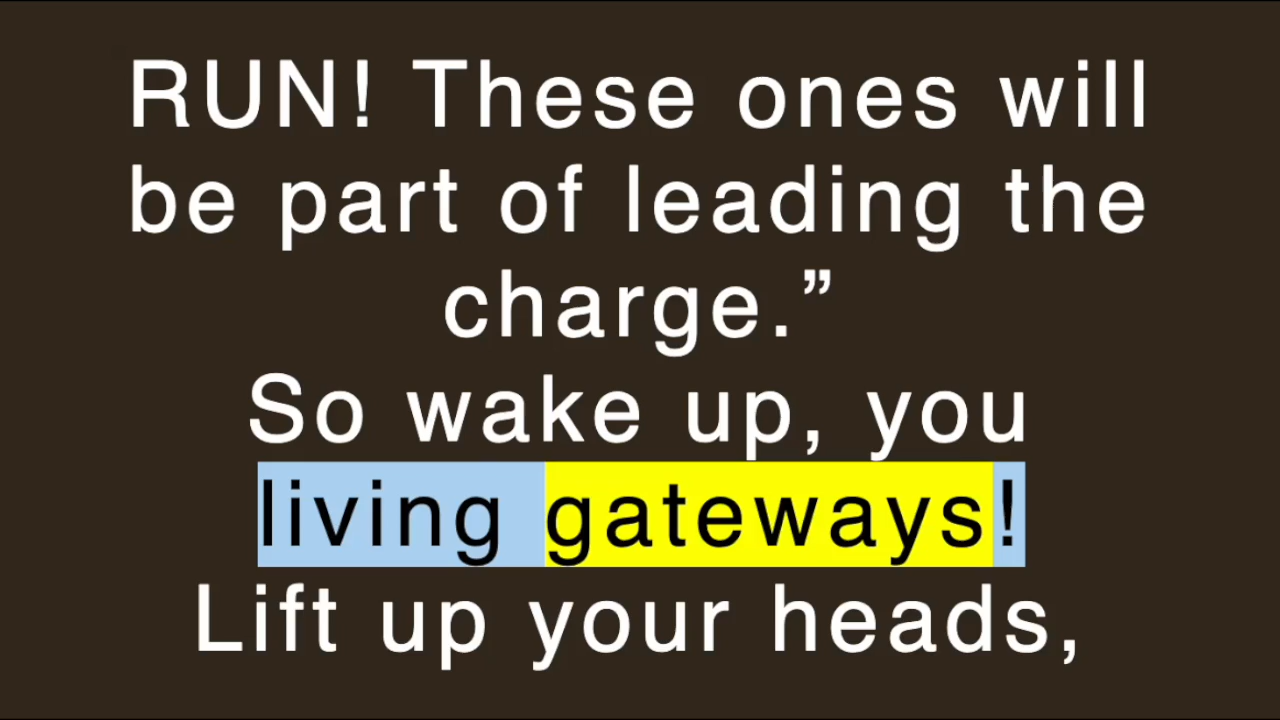 RUN! These ones will
be part of leading the
charge.”
So wake up, you
living gateways!
Lift up your heads,